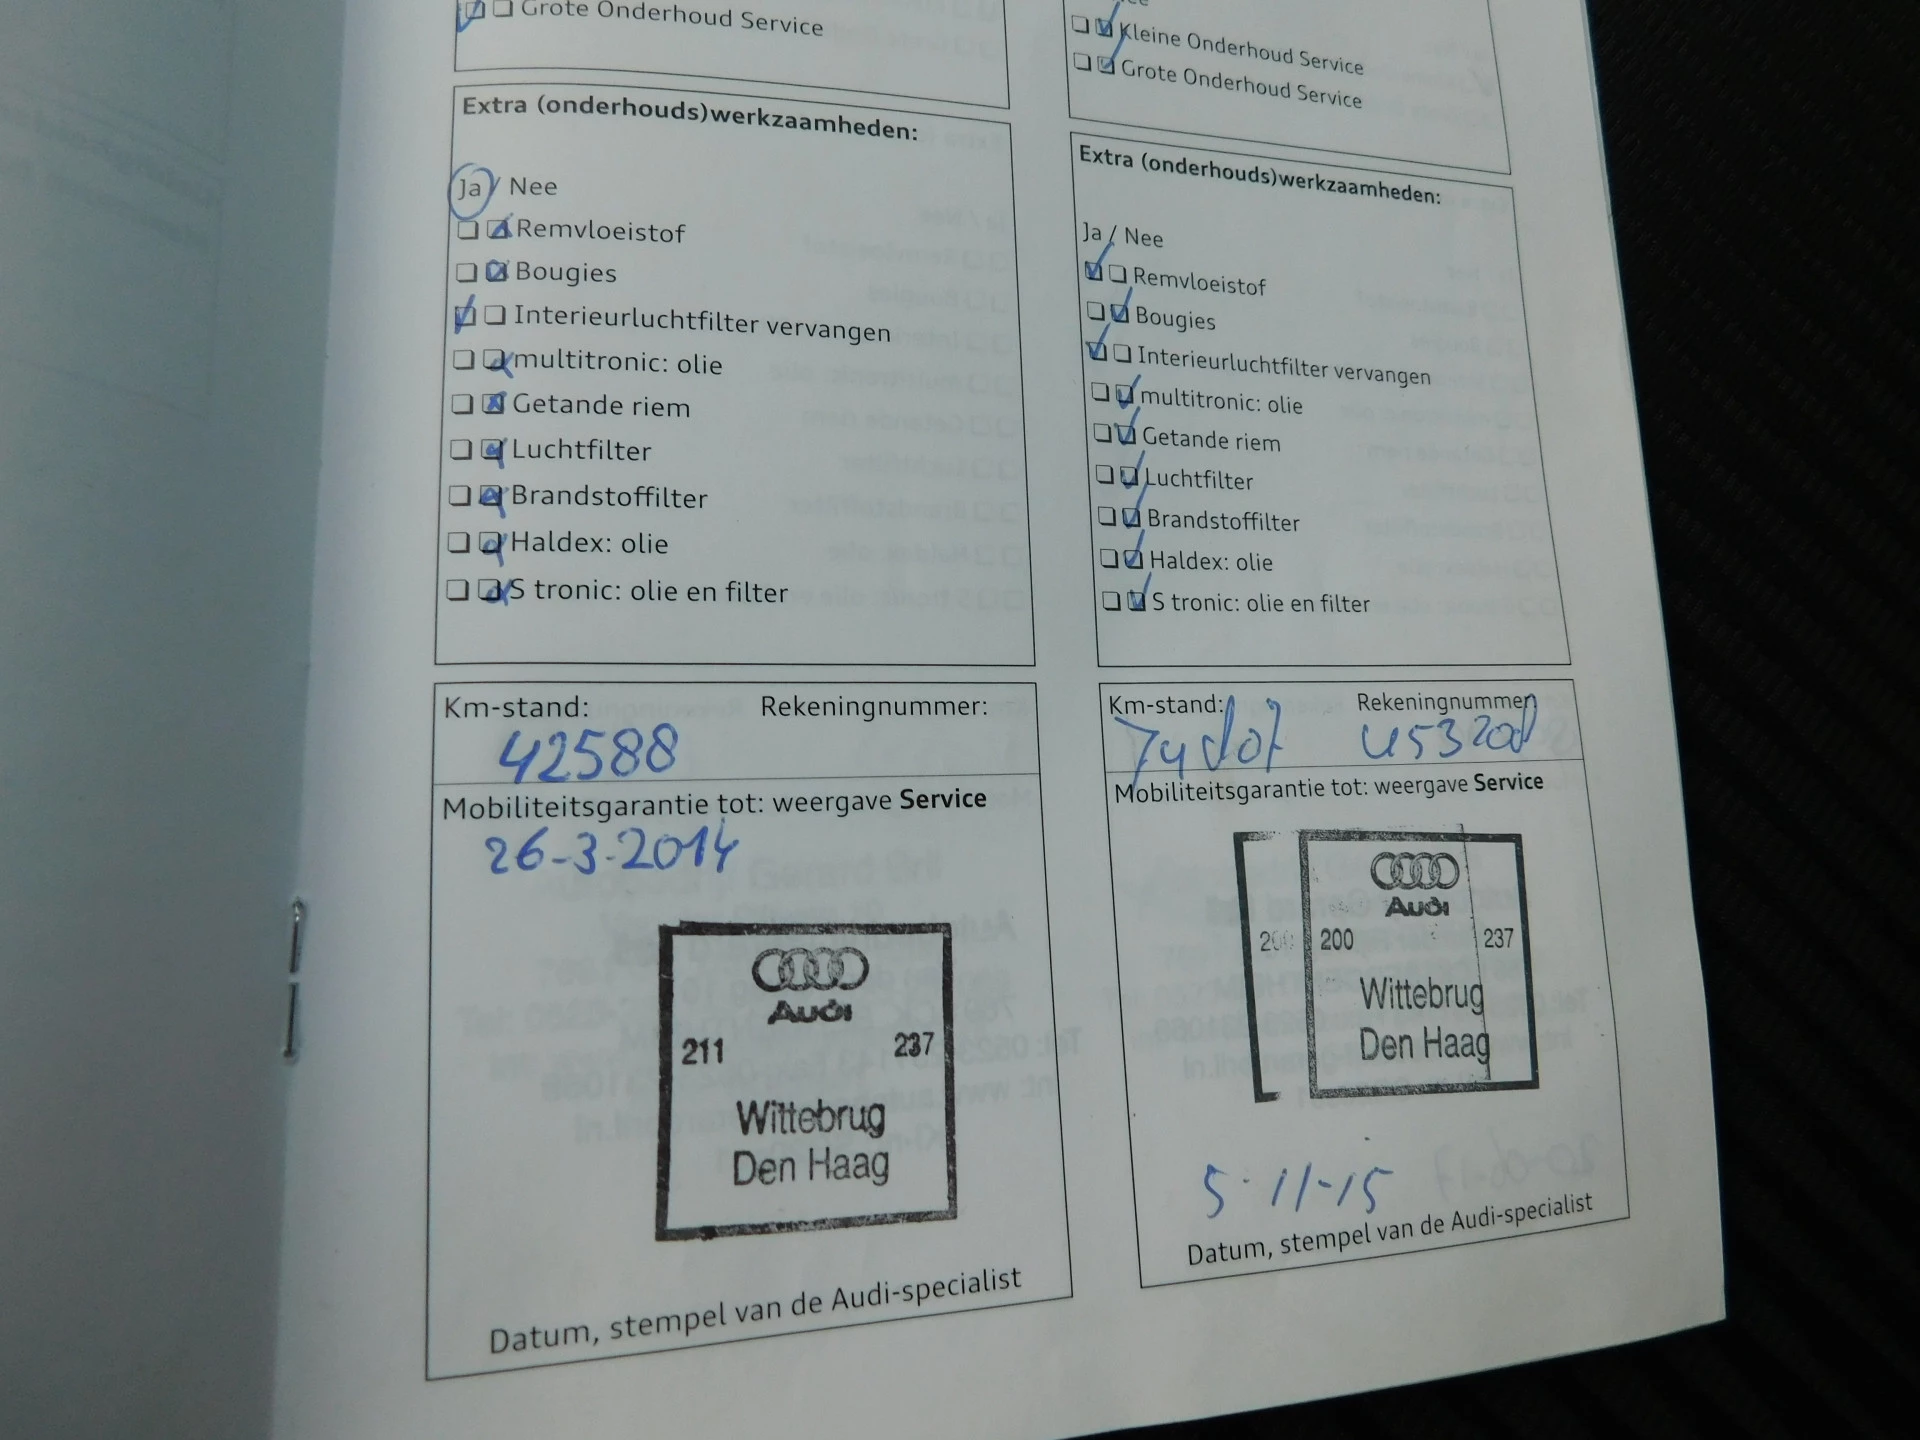 Grote Onderhoud Service
Extra (onderhouds)werkzaamheden:
Ja / Nee
Remvloeistof
Bougies
Interieurluchtfilter vervangen
multitronic: olie
Getande riem
Luchtfilter
Brandstoffilter
Haldex: olie
S tronic: olie en filter
Km-stand: Rekeningnummer:
42588
Mobiliteitsgarantie tot: weergave Service
26-3-2014
Audi
211 237
Wittebrug
Den Haag
Datum, stempel van de Audi-specialist
Kleine Onderhoud Service
Grote Onderhoud Service
Extra (onderhouds)werkzaamheden:
Ja / Nee
Remvloeistof
Bougies
Interieurluchtfilter vervangen
multitronic: olie
Getande riem
Luchtfilter
Brandstoffilter
Haldex: olie
S tronic: olie en filter
Km-stand: Rekeningnummer
Mobiliteitsgarantie tot: weergave Service
Audi
200 237
Wittebrug
Den Haag
5-11-15
Datum, stempel van de Audi-specialist